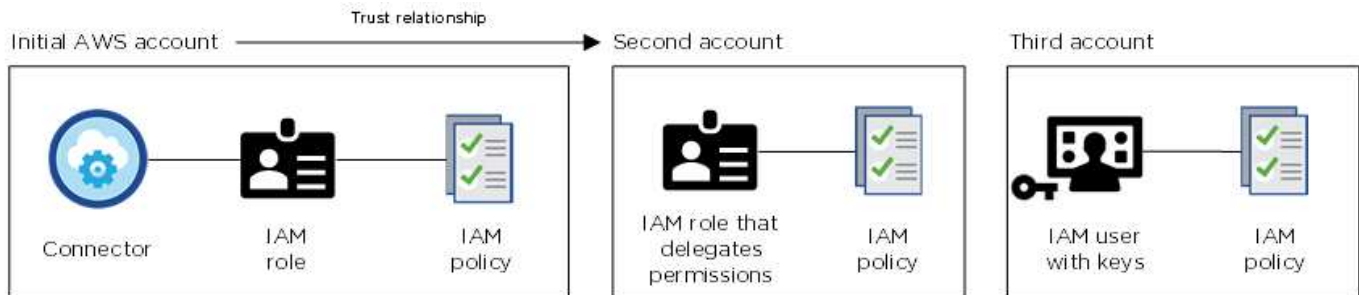 Trust relationship
Initial AWS account
Second account
Third account
Connector
IAM
role
IAM
policy
IAM role that
delegates
permissions
IAM
policy
IAM user
with keys
IAM
policy